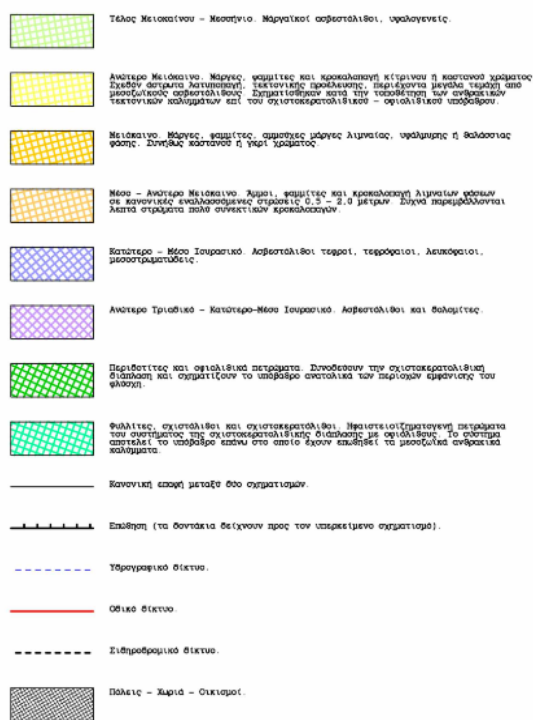 Τέλος Μειοκαίνου - Μεσσήνιο. Μάργαϊκοί ασβεστόλιθοι, υφαλογενείς.
Ανώτερο Μειόκαινο. Μάργες, ψαμμίτες και κροκαλοπαγή κίτρινου ή καστανού χρώματος
Σχεδόν άστρωτα λατυποπαγή, τεκτονικής προέλευσης, περιέχοντα μεγάλα τεμάχη από
μεσοζωϊκούς ασβεστόλιθους. Σχηματίσθηκαν κατά την τοποθέτηση των ανθρακικών
τεκτονικών καλυμμάτων επί του σχιστοκερατολιθικού - οφιολιθικού υπόβαθρου.
Μειόκαινο. Μάργες, ψαμμίτες, αμμούχες μάργες λιμναίας, υφάλμυρης ή θαλάσσιας
φάσης. Συνήθως καστανού ή γκρί χρώματος.
Μέσο - Ανώτερο Μειόκαινο. Άμμοι, ψαμμίτες και κροκαλοπαγή λιμναίων φάσεων
σε κανονικές εναλλασσόμενες στρώσεις 0.5 - 2.0 μέτρων. Συχνά παρεμβάλλονται
λεπτά στρώματα πολύ συνεκτικών κροκαλοπαγών.
Κατώτερο - Μέσο Ιουρασικό. Ασβεστόλιθοι τεφροί, τεφρόφαιοι, λευκόφαιοι,
μεσοστρωματώδεις.
Ανώτερο Τριαδικό - Κατώτερο-Μέσο Ιουρασικό. Ασβεστόλιθοι και δολομίτες.
Περιδοτίτες και οφιολιθικά πετρώματα. Συνοδεύουν την σχιστοκερατολιθική
διάπλαση και σχηματίζουν το υπόβαθρο ανατολικά των περιοχών εμφάνισης του
φλύσχη.
Φυλλίτες, σχιστόλιθοι και σχιστοκερατόλιθοι. Ηφαιστειοϊζηματογενή πετρώματα
του συστήματος της σχιστοκερατολιθικής διάπλασης με οφιόλιθους. Το σύστημα
αποτελεί το υπόβαθρο επάνω στο οποίο έχουν επωθηθεί τα μεσοζωϊκά ανθρακικά
καλύμματα.
Κανονική επαφή μεταξύ δύο σχηματισμών.
Επώθηση (τα δοντάκια δείχνουν προς τον υπερκείμενο σχηματισμό).
Υδρογραφικό δίκτυο.
Οδικό δίκτυο.
Σιδηροδρομικό δίκτυο.
Πόλεις - Χωριά - Οικισμοί.